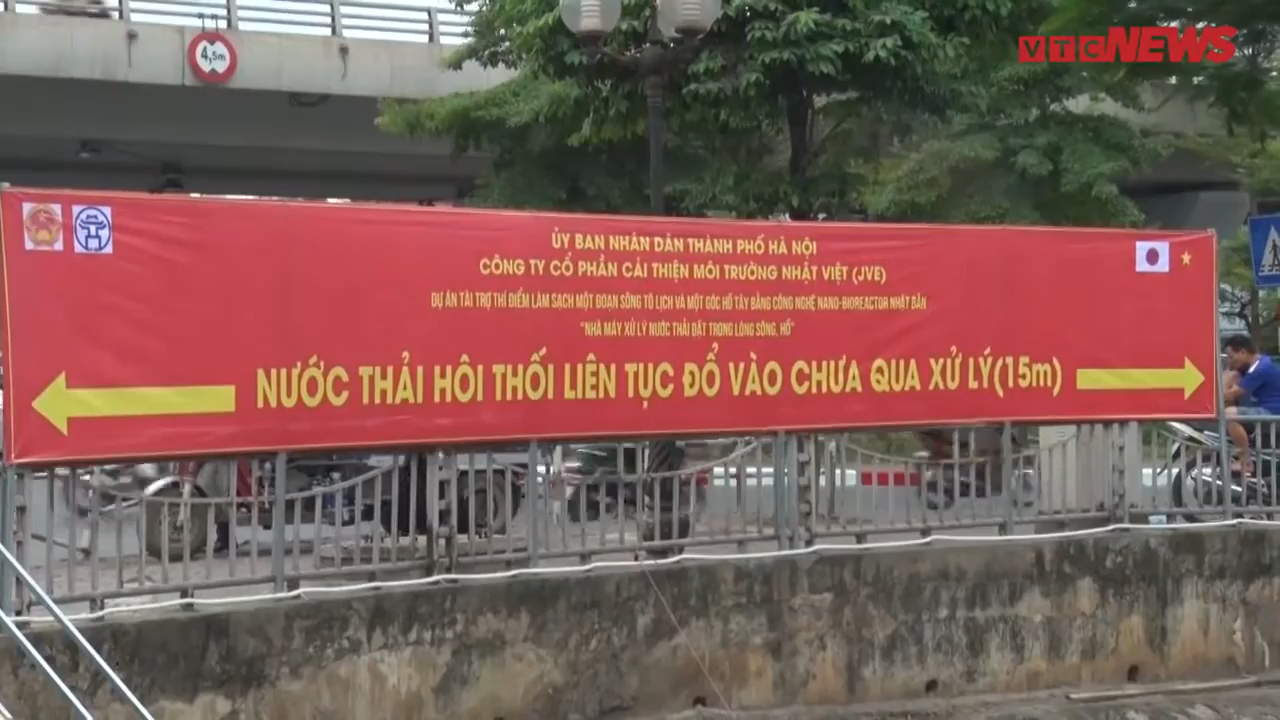 VTC NEWS
4,5m
ỦY BAN NHÂN DÂN THÀNH PHỐ HÀ NỘI
CÔNG TY CỔ PHẦN CẢI THIỆN MÔI TRƯỜNG NHẬT VIỆT (JVE)
DỰ ÁN TÀI TRỢ THÍ ĐIỂM LÀM SẠCH MỘT ĐOẠN SÔNG TÔ LỊCH VÀ MỘT GÓC HỒ TÂY BẰNG CÔNG NGHỆ NANO-BIOREACTOR NHẬT BẢN
"NHÀ MÁY XỬ LÝ NƯỚC THẢI ĐẶT TRONG LÒNG SÔNG, HỒ"
NƯỚC THẢI HÔI THỐI LIÊN TỤC ĐỔ VÀO CHƯA QUA XỬ LÝ(15m)